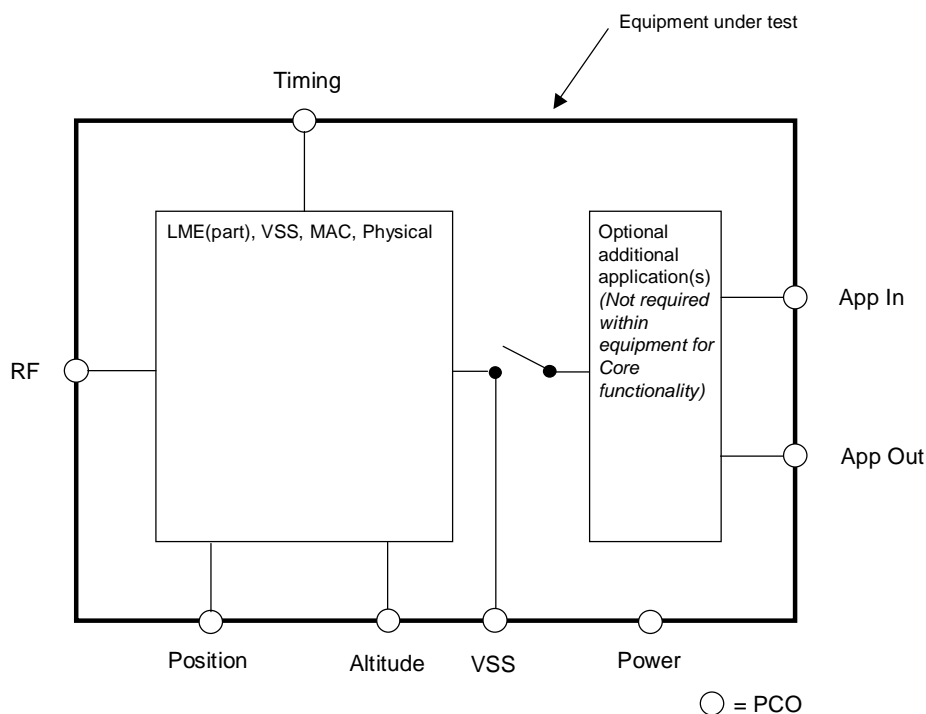 Equipment under test
Timing
LME(part), VSS, MAC, Physical
Optional
additional
application(s)
(Not required
within
equipment for
Core
functionality)
App In
RF
App Out
Position
Altitude
VSS
Power
= PCO